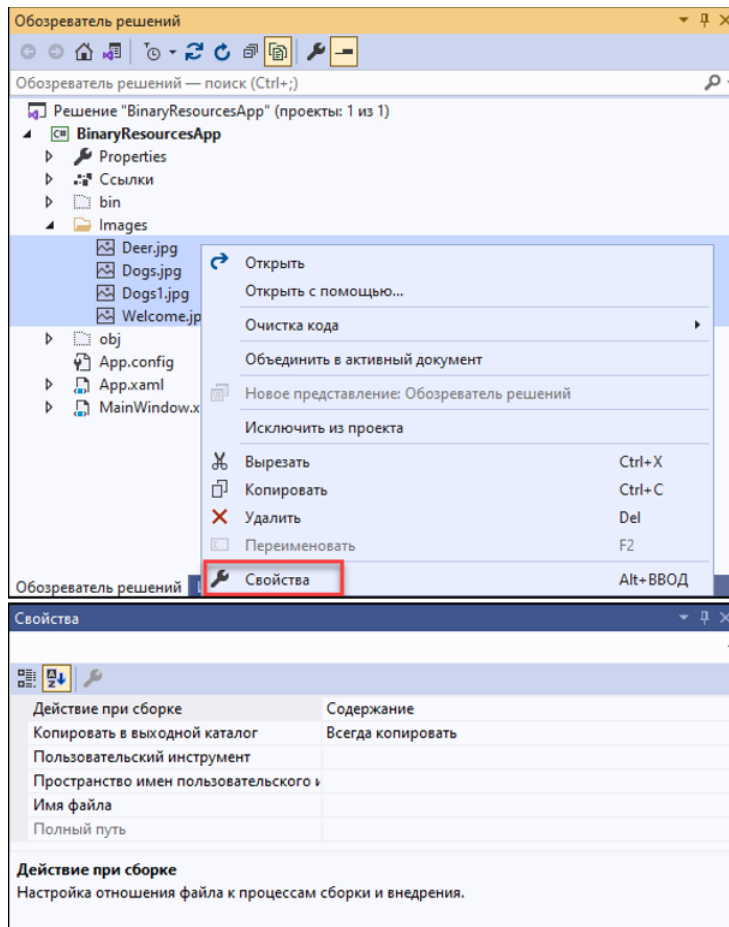 Обозреватель решений
Обозреватель решений — поиск (Ctrl+;)
Решение "BinaryResourcesApp" (проекты: 1 из 1)
C# BinaryResourcesApp
Properties
Ссылки
bin
Images
Deer.jpg
Dogs.jpg
Dogs1.jpg
Welcome.jp
obj
App.config
App.xaml
MainWindow.x
Открыть
Открыть с помощью...
Очистка кода
Объединить в активный документ
Новое представление: Обозреватель решений
Исключить из проекта
Вырезать Ctrl+X
Копировать Ctrl+C
Удалить Del
Переименовать F2
Свойства Alt+ВВОД
Обозреватель решений
Свойства
Действие при сборке Содержание
Копировать в выходной каталог Всегда копировать
Пользовательский инструмент
Пространство имен пользовательского и
Имя файла
Полный путь
Действие при сборке
Настройка отношения файла к процессам сборки и внедрения.